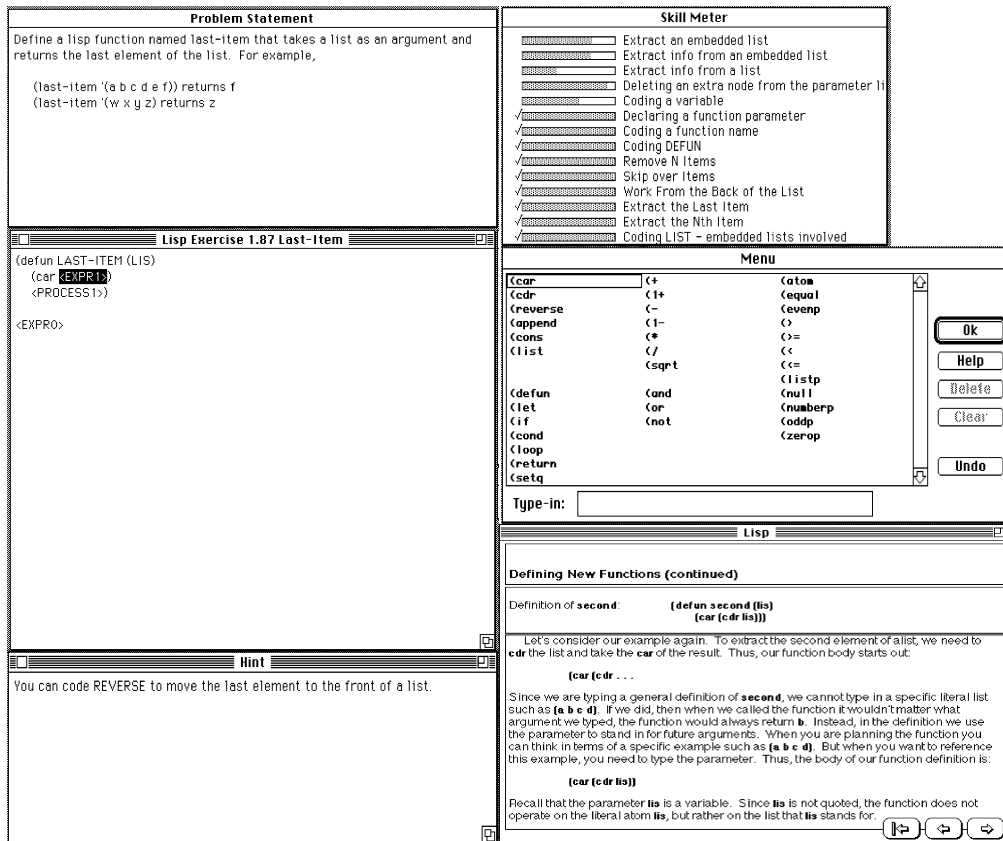 Problem Statement
Define a lisp function named last-item that takes a list as an argument and
returns the last element of the list. For example,
(last-item '(a b c d e f)) returns f
(last-item '(w x y z) returns z
Skill Meter
Extract an embedded list
Extract info from an embedded list
Extract info from a list
Deleting an extra node from the parameter li
Coding a variable
√ Declaring a function parameter
√ Coding a function name
√ Coding DEFUN
√ Remove N Items
√ Skip over Items
√ Work From the Back of the List
√ Extract the Last Item
√ Extract the Nth Item
√ Coding LIST - embedded lists involved
Lisp Exercise 1.87 Last-Item
(defun LAST-ITEM (LIS)
(car <EXPR1>)
<PROCESS1>)
<EXPR0>
Menu
(car (+ (atom
(cdr (1+ (equal
(reverse (- (evenp
(append (1- (>
(cons (* (>=
(list (/ (<
(sqrt (<=
(listp
(defun (and (null
(let (or (numberp
(if (not (oddp
(cond (zerop
(loop
(return
(setq
Ok
Help
Delete
Clear
Undo
Type-in:
Hint
You can code REVERSE to move the last element to the front of a list.
Lisp
Defining New Functions (continued)
Definition of second: (defun second (lis)
(car (cdr lis)))
Let's consider our example again. To extract the second element of alist, we need to
cdr the list and take the car of the result. Thus, our function body starts out:
(car (cdr . . .
Since we are typing a general definition of second, we cannot type in a specific literal list
such as (a b c d). If we did, then when we called the function it wouldn't matter what
argument we typed, the function would always return b. Instead, in the definition we use
the parameter to stand in for future arguments. When you are planning the function you
can think in terms of a specific example such as (a b c d). But when you want to reference
this example, you need to type the parameter. Thus, the body of our function definition is:
(car (cdr lis))
Recall that the parameter lis is a variable. Since lis is not quoted, the function does not
operate on the literal atom lis, but rather on the list that lis stands for.